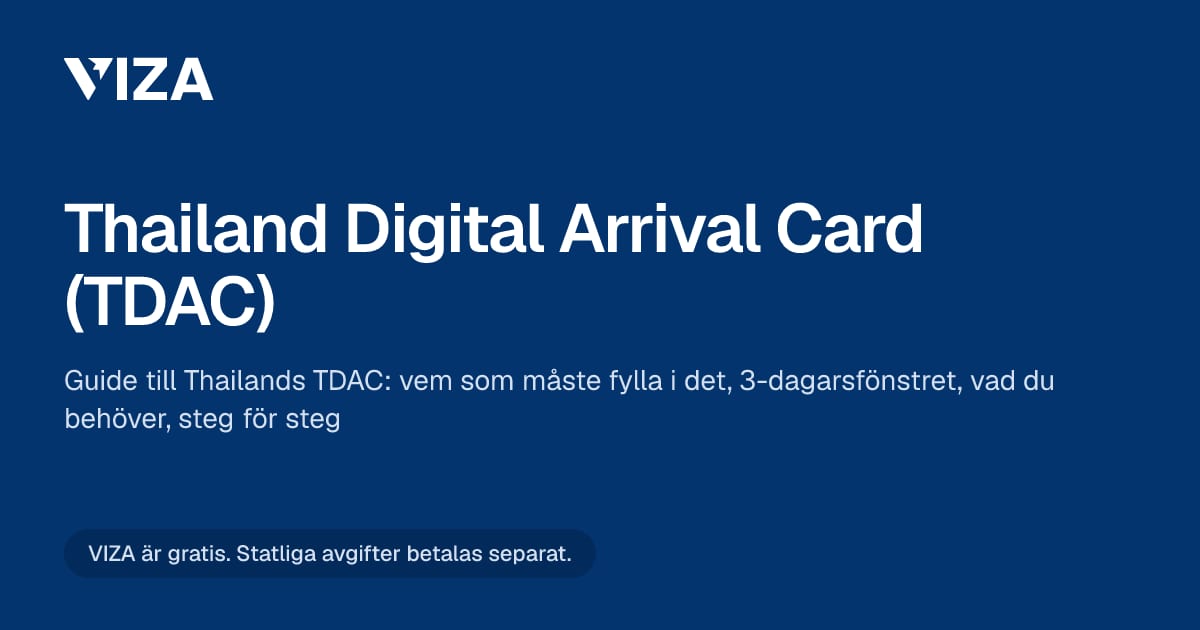 VIZA
Thailand Digital Arrival Card
(TDAC)
Guide till Thailands TDAC: vem som måste fylla i det, 3-dagarsfönstret, vad du
behöver, steg för steg
VIZA är gratis. Statliga avgifter betalas separat.